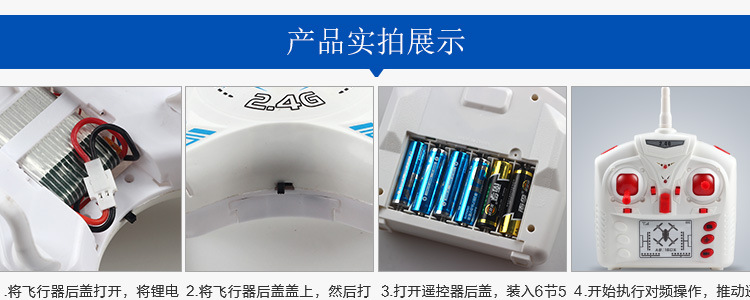 产品实拍展示
2.4G
.将飞行器后盖打开，将锂电
2.将飞行器后盖盖上，然后打
3.打开遥控器后盖，装入6节5
4.开始执行对频操作，推动